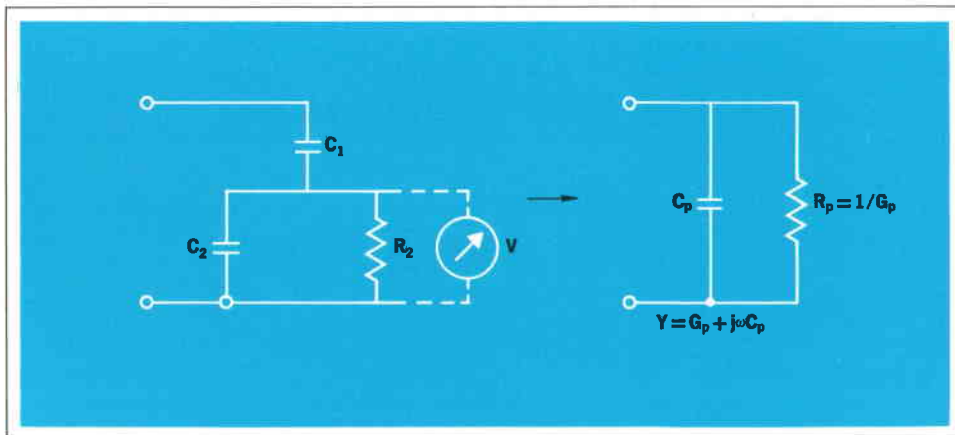 C₁
C₂
R₂
V
Cₚ
Rₚ = 1/Gₚ
Y = Gₚ + jωCₚ